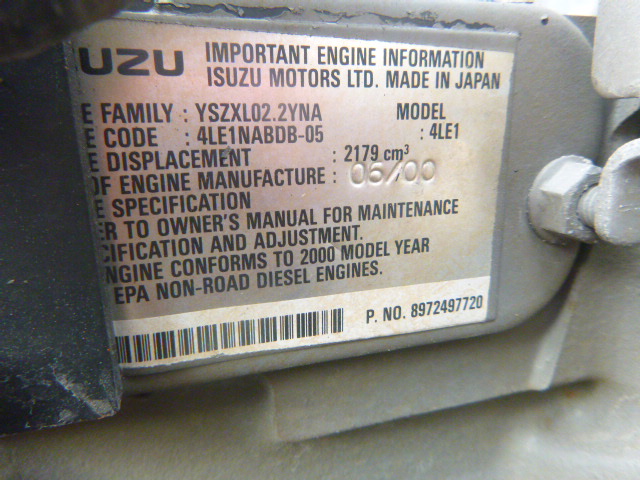 UZU IMPORTANT ENGINE INFORMATION
ISUZU MOTORS LTD. MADE IN JAPAN
E FAMILY : YSZXL02.2YNA MODEL
E CODE : 4LE1NABDB-05 : 4LE1
E DISPLACEMENT : 2179 cm³
OF ENGINE MANUFACTURE : 06/00
E SPECIFICATION
ER TO OWNER'S MANUAL FOR MAINTENANCE
CIFICATION AND ADJUSTMENT.
NGINE CONFORMS TO 2000 MODEL YEAR
EPA NON-ROAD DIESEL ENGINES.
P. NO. 8972497720